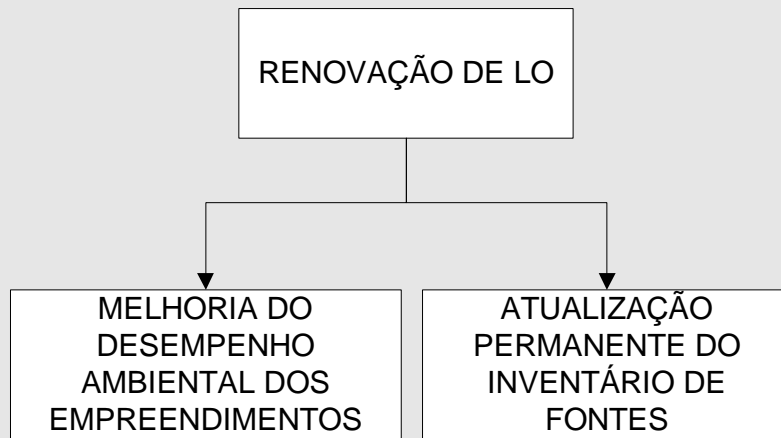 RENOVAÇÃO DE LO
MELHORIA DO
DESEMPENHO
AMBIENTAL DOS
EMPREENDIMENTOS
ATUALIZAÇÃO
PERMANENTE DO
INVENTÁRIO DE
FONTES